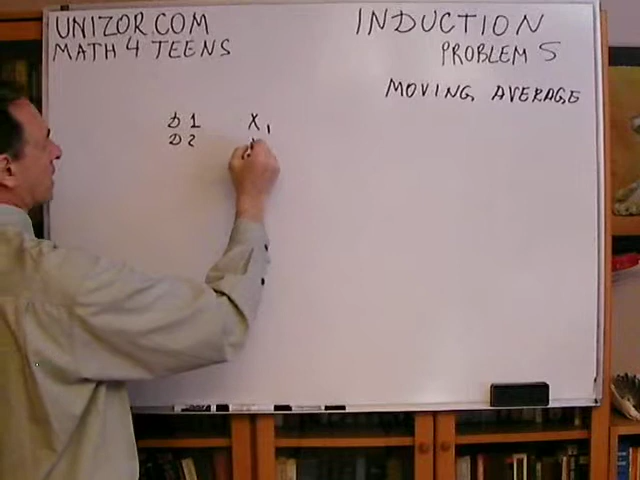 UNIZOR.COM
MATH 4 TEENS
INDUCTION
PROBLEM 5
MOVING AVERAGE
D 1 X₁
D 2